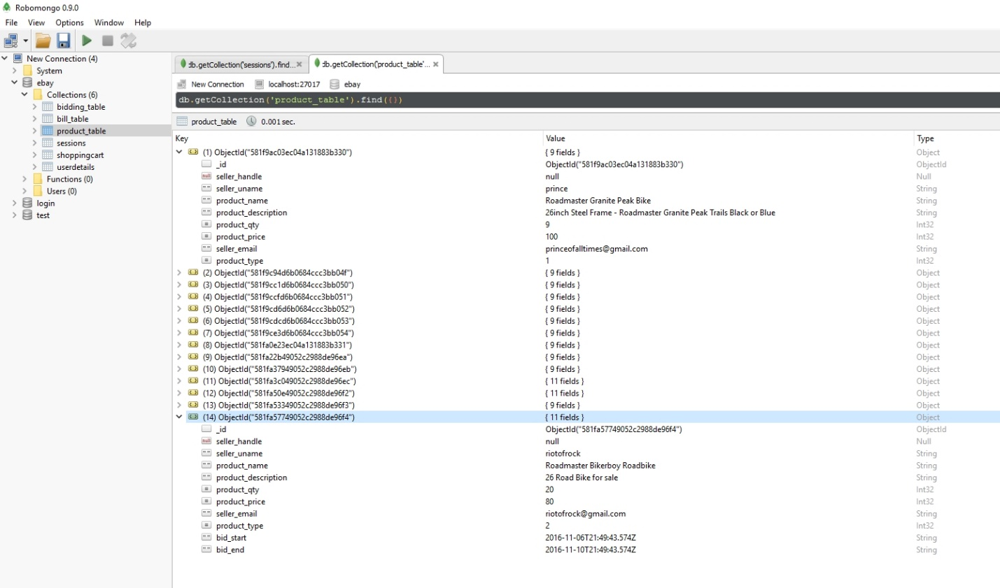 Robomongo 0.9.0
File View Options Window Help
New Connection (4)
System
ebay
Collections (6)
bidding_table
bill_table
product_table
sessions
shoppingcart
userdetails
Functions (0)
Users (0)
login
test
db.getCollection('sessions').find... db.getCollection('product_table'...
New Connection localhost:27017 ebay
db.getCollection('product_table').find({})
product_table 0.001 sec.
Key Value Type
(1) ObjectId("581f9ac03ec04a131883b330") { 9 fields } Object
_id ObjectId("581f9ac03ec04a131883b330") ObjectId
null seller_handle null Null
seller_uname prince String
product_name Roadmaster Granite Peak Bike String
product_description 26inch Steel Frame - Roadmaster Granite Peak Trails Black or Blue String
product_qty 9 Int32
product_price 100 Int32
seller_email princeofalltimes@gmail.com String
product_type 1 Int32
(2) ObjectId("581f9c94d6b0684ccc3bb04f") { 9 fields } Object
(3) ObjectId("581f9cc1d6b0684ccc3bb050") { 9 fields } Object
(4) ObjectId("581f9ccfd6b0684ccc3bb051") { 9 fields } Object
(5) ObjectId("581f9cd6d6b0684ccc3bb052") { 9 fields } Object
(6) ObjectId("581f9cdcd6b0684ccc3bb053") { 9 fields } Object
(7) ObjectId("581f9ce3d6b0684ccc3bb054") { 9 fields } Object
(8) ObjectId("581fa0e23ec04a131883b331") { 9 fields } Object
(9) ObjectId("581fa22b49052c2988de96ea") { 9 fields } Object
(10) ObjectId("581fa37949052c2988de96eb") { 9 fields } Object
(11) ObjectId("581fa3c049052c2988de96ec") { 11 fields } Object
(12) ObjectId("581fa50e49052c2988de96f2") { 11 fields } Object
(13) ObjectId("581fa53349052c2988de96f3") { 9 fields } Object
(14) ObjectId("581fa57749052c2988de96f4") { 11 fields } Object
_id ObjectId("581fa57749052c2988de96f4") ObjectId
null seller_handle null Null
seller_uname riotofrock String
product_name Roadmaster Bikerboy Roadbike String
product_description 26 Road Bike for sale String
product_qty 20 Int32
product_price 80 Int32
seller_email riotofrock@gmail.com String
product_type 2 Int32
bid_start 2016-11-06T21:49:43.574Z String
bid_end 2016-11-10T21:49:43.574Z String